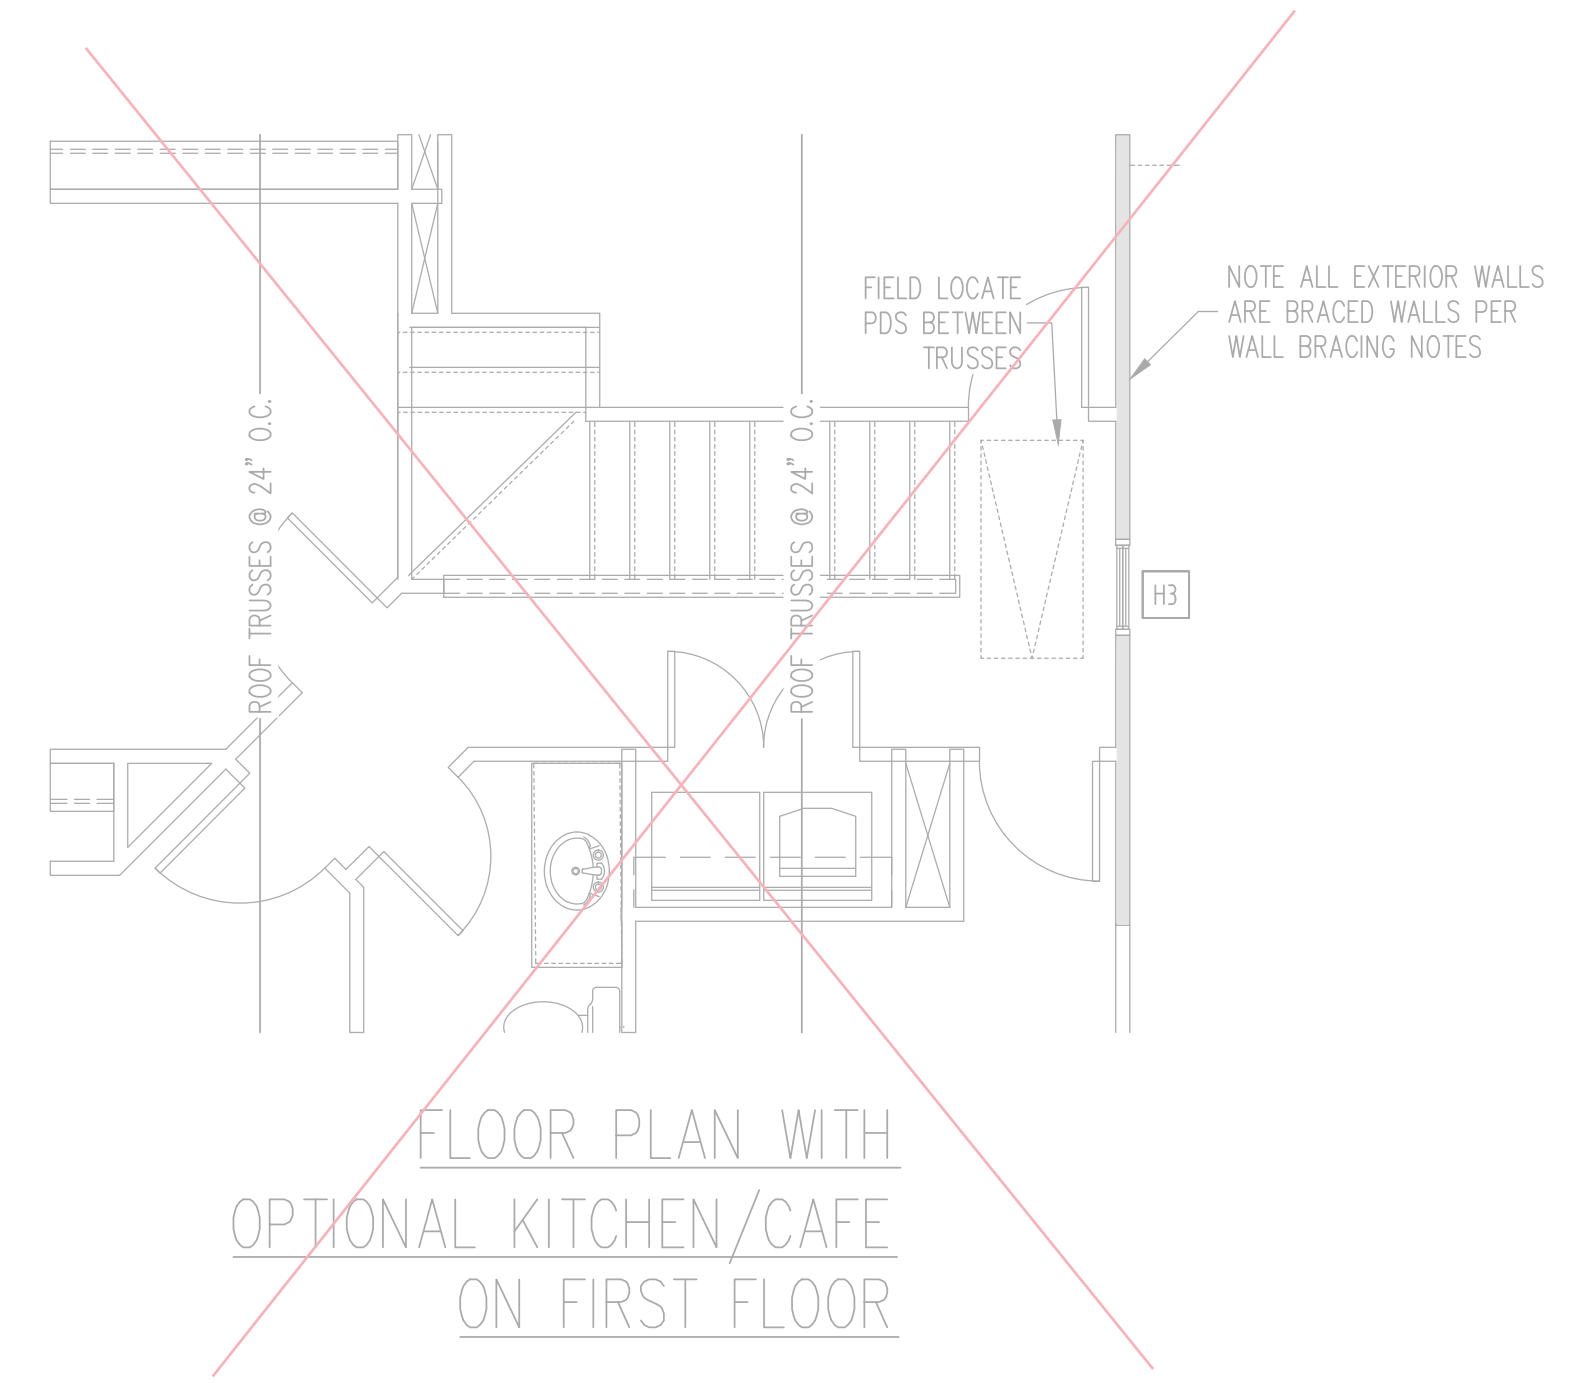 FIELD LOCATE
PDS BETWEEN
TRUSSES
NOTE ALL EXTERIOR WALLS
ARE BRACED WALLS PER
WALL BRACING NOTES
ROOF TRUSSES @ 24" O.C.
ROOF TRUSSES @ 24" O.C.
H3
FLOOR PLAN WITH
OPTIONAL KITCHEN/CAFE
ON FIRST FLOOR